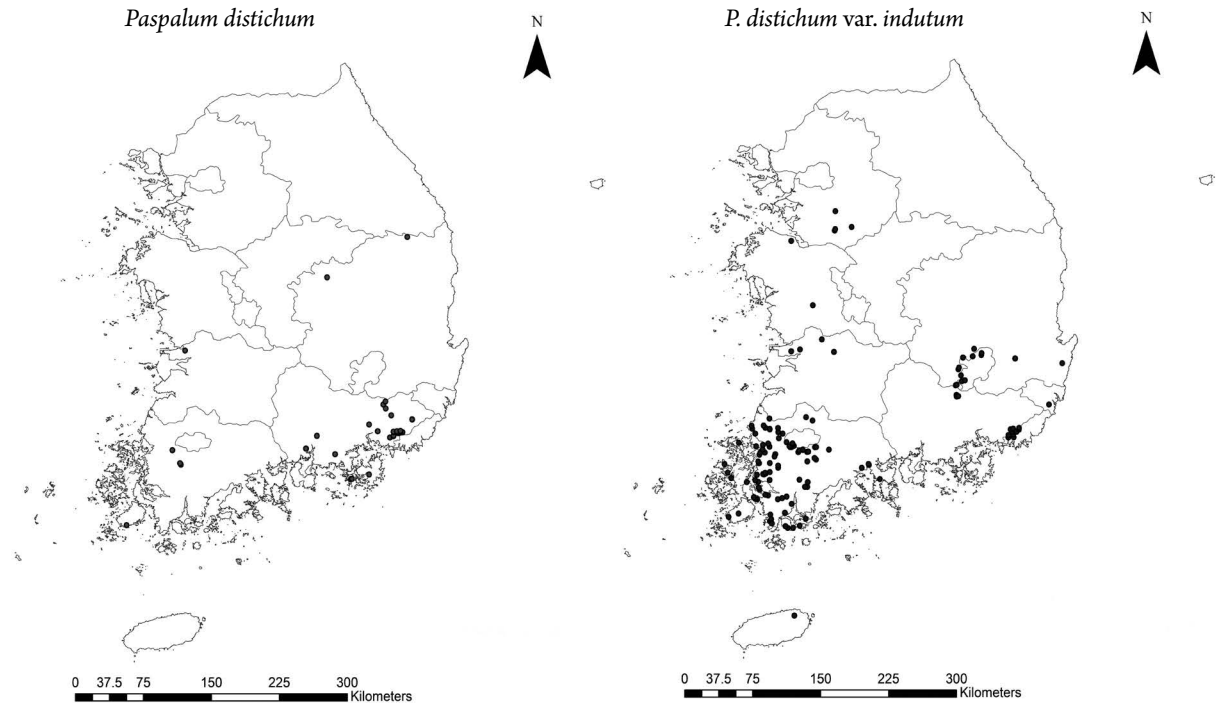 Paspalum distichum
N
0 37.5 75 150 225 300
Kilometers
P. distichum var. indutum
N
0 37.5 75 150 225 300
Kilometers